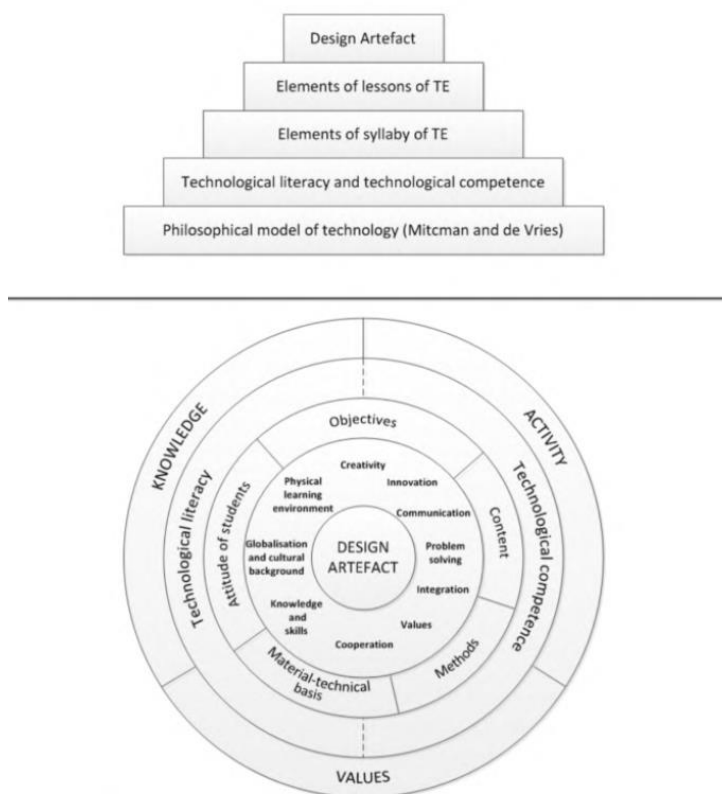 Design Artefact
Elements of lessons of TE
Elements of syllaby of TE
Technological literacy and technological competence
Philosophical model of technology (Mitcman and de Vries)
KNOWLEDGE
ACTIVITY
VALUES
Technological literacy
Technological competence
Objectives
Content
Methods
Material-technical
basis
Attitude of students
Creativity
Innovation
Communication
Problem
solving
Integration
Values
Cooperation
Knowledge
and
skills
Globalisation
and cultural
background
Physical
learning
environment
DESIGN
ARTEFACT